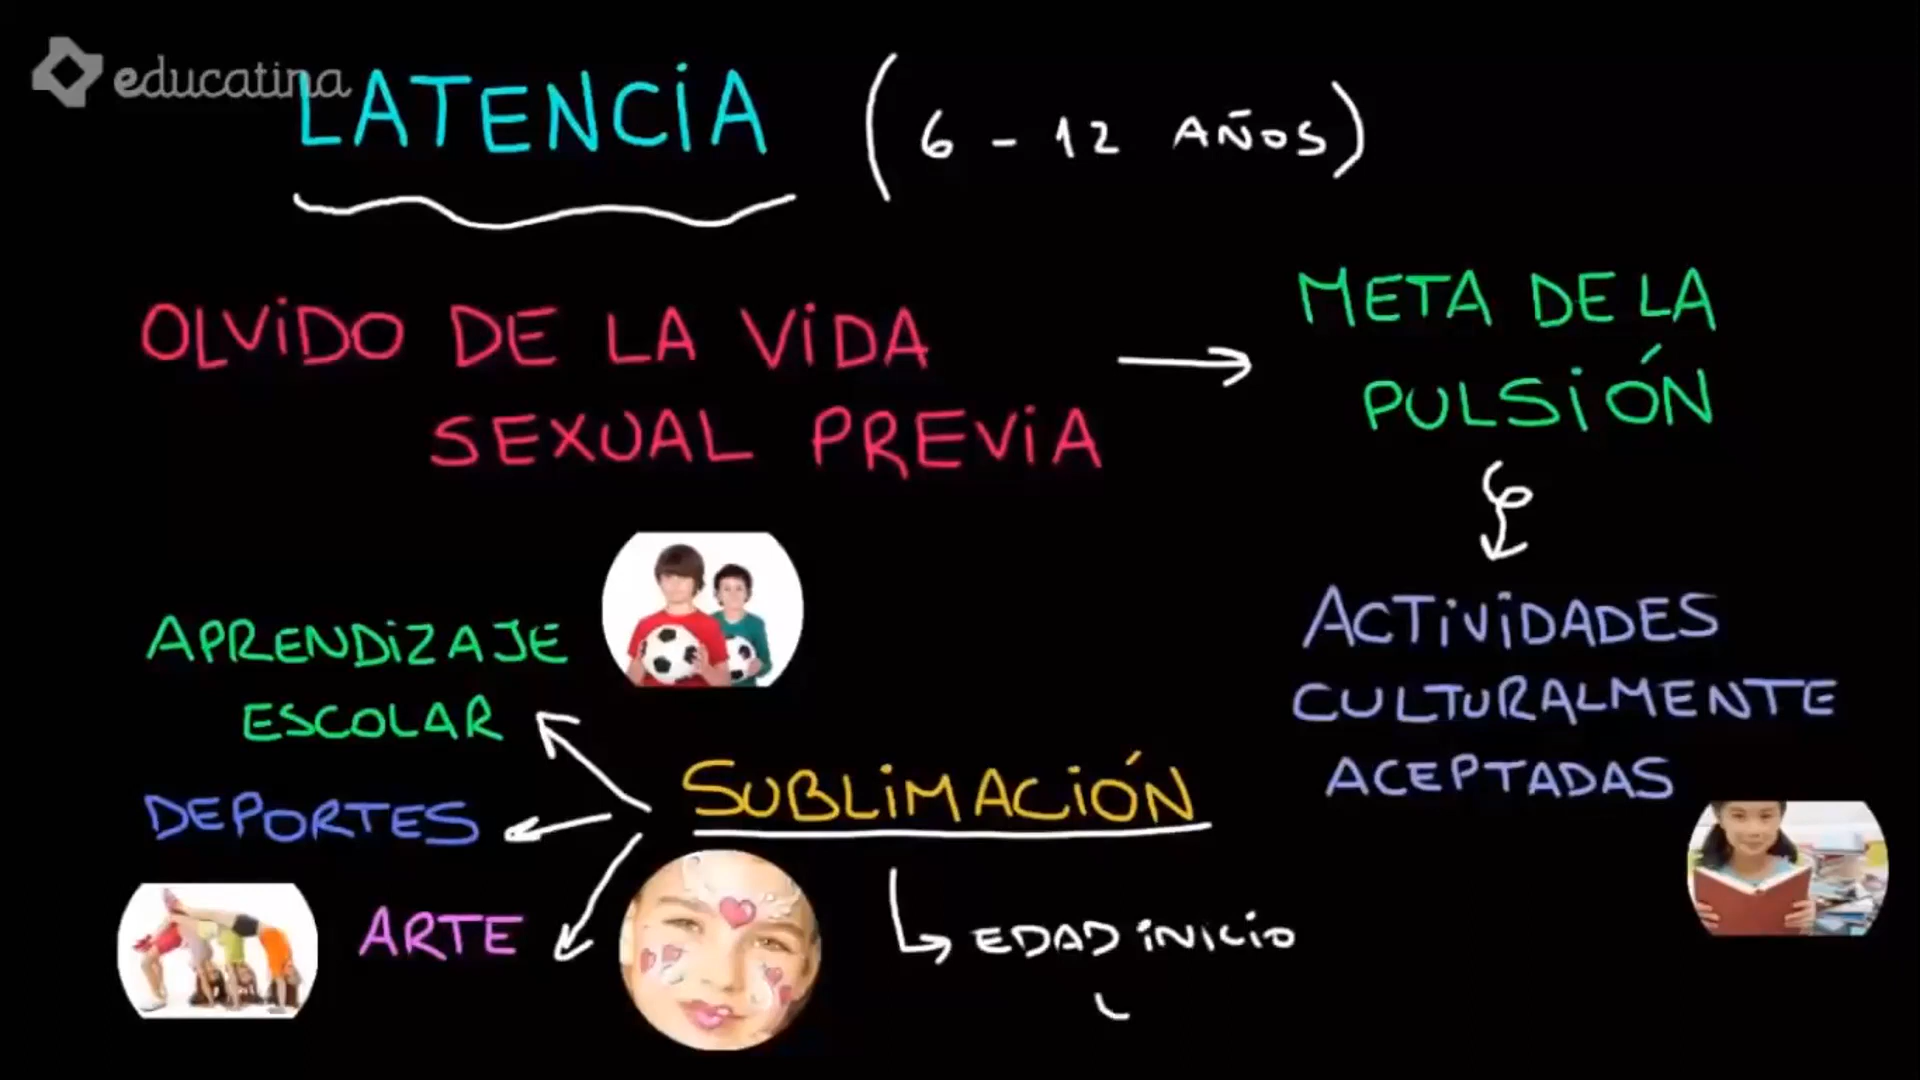 educatina
LATENCIA (6 - 12 AÑOS)
OLVIDO DE LA VIDA
SEXUAL PREVIA
META DE LA
PULSIÓN
ACTIVIDADES
CULTURALMENTE
ACEPTADAS
APRENDIZAJE
ESCOLAR
SUBLIMACIÓN
DEPORTES
ARTE
EDAD INICIO